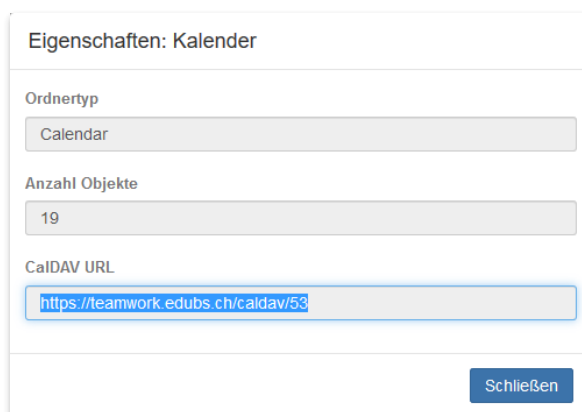 Eigenschaften: Kalender
Ordnertyp
Calendar
Anzahl Objekte
19
CalDAV URL
https://teamwork.edubs.ch/caldav/53
Schließen